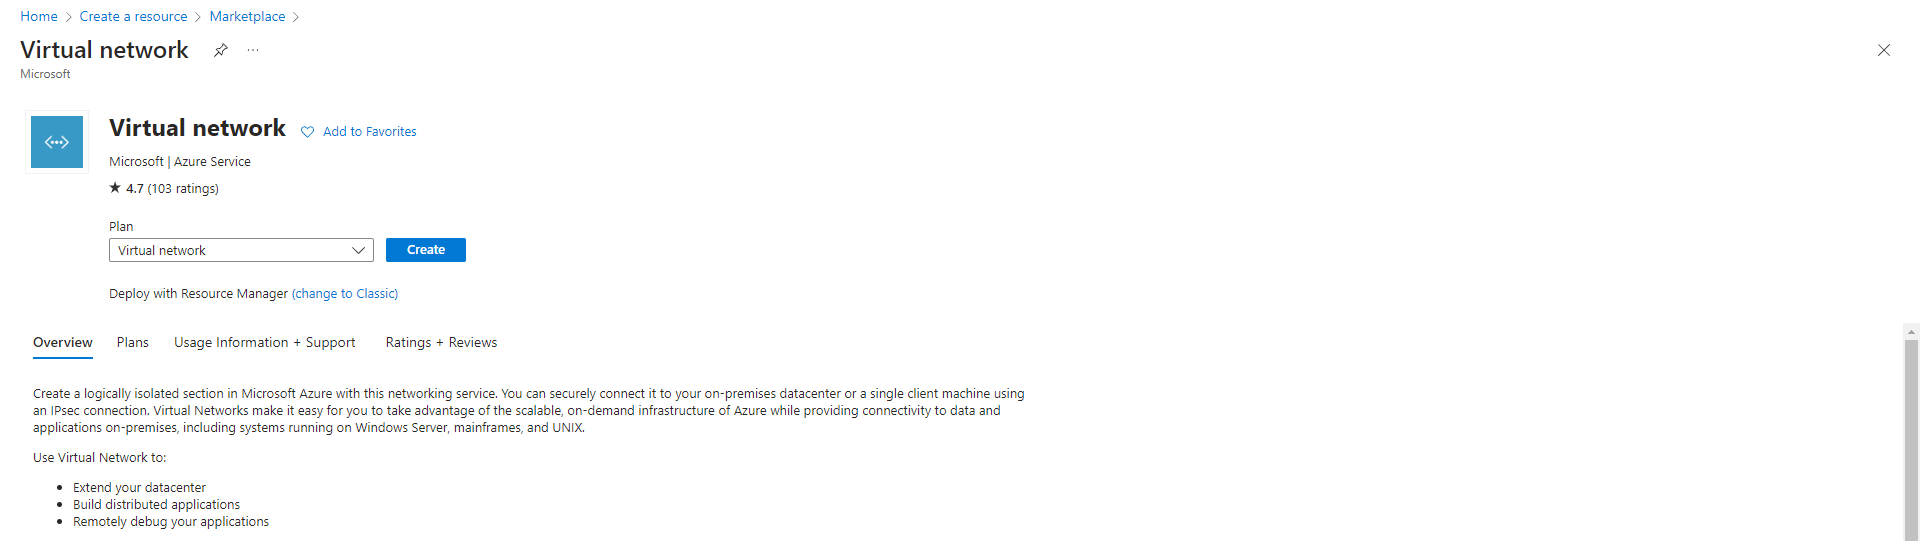 Home > Create a resource > Marketplace >
Virtual network ...
Microsoft
Virtual network Add to Favorites
Microsoft | Azure Service
★ 4.7 (103 ratings)
Plan
Virtual network Create
Deploy with Resource Manager (change to Classic)
Overview Plans Usage Information + Support Ratings + Reviews
Create a logically isolated section in Microsoft Azure with this networking service. You can securely connect it to your on-premises datacenter or a single client machine using
an IPsec connection. Virtual Networks make it easy for you to take advantage of the scalable, on-demand infrastructure of Azure while providing connectivity to data and
applications on-premises, including systems running on Windows Server, mainframes, and UNIX.
Use Virtual Network to:
• Extend your datacenter
• Build distributed applications
• Remotely debug your applications